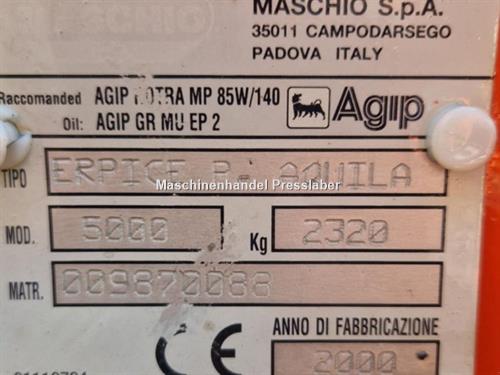 MASCHIO
MASCHIO S.p.A.
35011 CAMPODARSEGO
PADOVA ITALY
Raccomanded AGIP ROTRA MP 85W/140
Oil: AGIP GR MU EP 2
Agip
TIPO ERPICE P. AQUILA
Maschinenhandel Presslaber
MOD. 5000 Kg 2320
MATR. 009870088
CE ANNO DI FABBRICAZIONE
2000